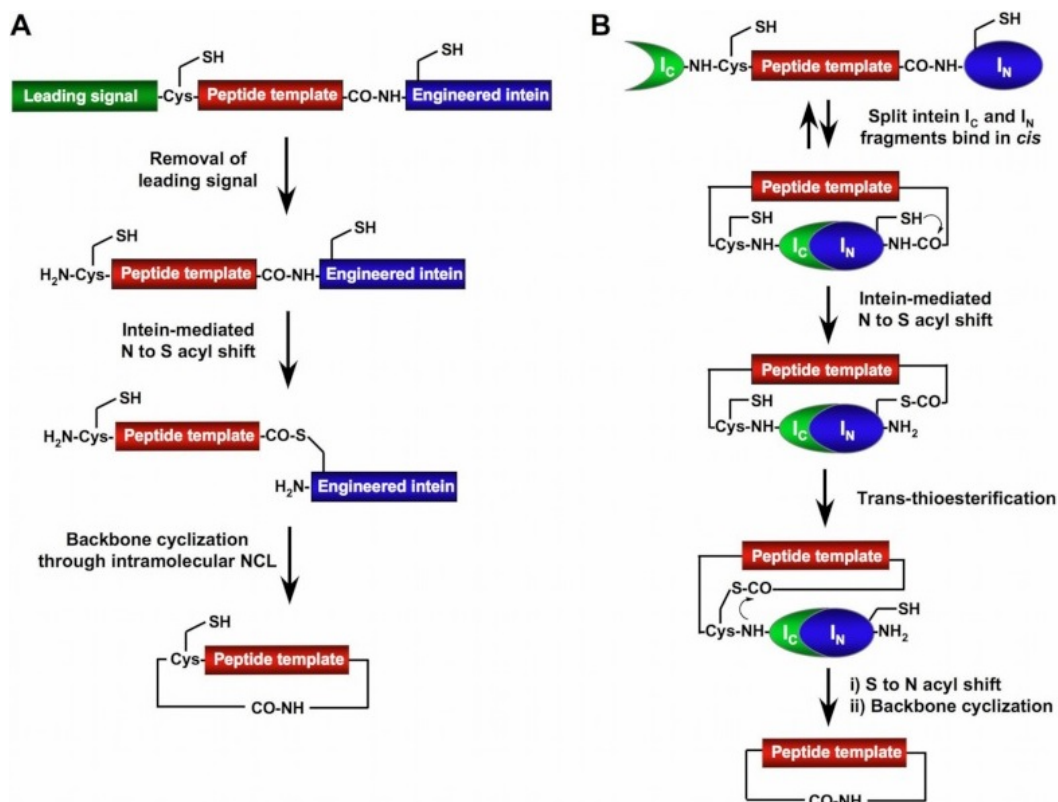 A
SH
SH
Leading signal
-Cys-
Peptide template
-CO-NH-
Engineered intein
Removal of
leading signal
SH
SH
H2N-Cys-
Peptide template
-CO-NH-
Engineered intein
Intein-mediated
N to S acyl shift
SH
H2N-Cys-
Peptide template
-CO-S
H2N-
Engineered intein
Backbone cyclization
through intramolecular NCL
SH
Cys-
Peptide template
CO-NH
B
SH
SH
IC
-NH-Cys-
Peptide template
-CO-NH-
IN
Split intein IC and IN
fragments bind in cis
Peptide template
SH
SH
Cys-NH-
IC
IN
-NH-CO
Intein-mediated
N to S acyl shift
Peptide template
SH
S-CO
Cys-NH-
IC
IN
-NH2
Trans-thioesterification
Peptide template
S-CO
SH
Cys-NH-
IC
IN
-NH2
i) S to N acyl shift
ii) Backbone cyclization
Peptide template
CO-NH